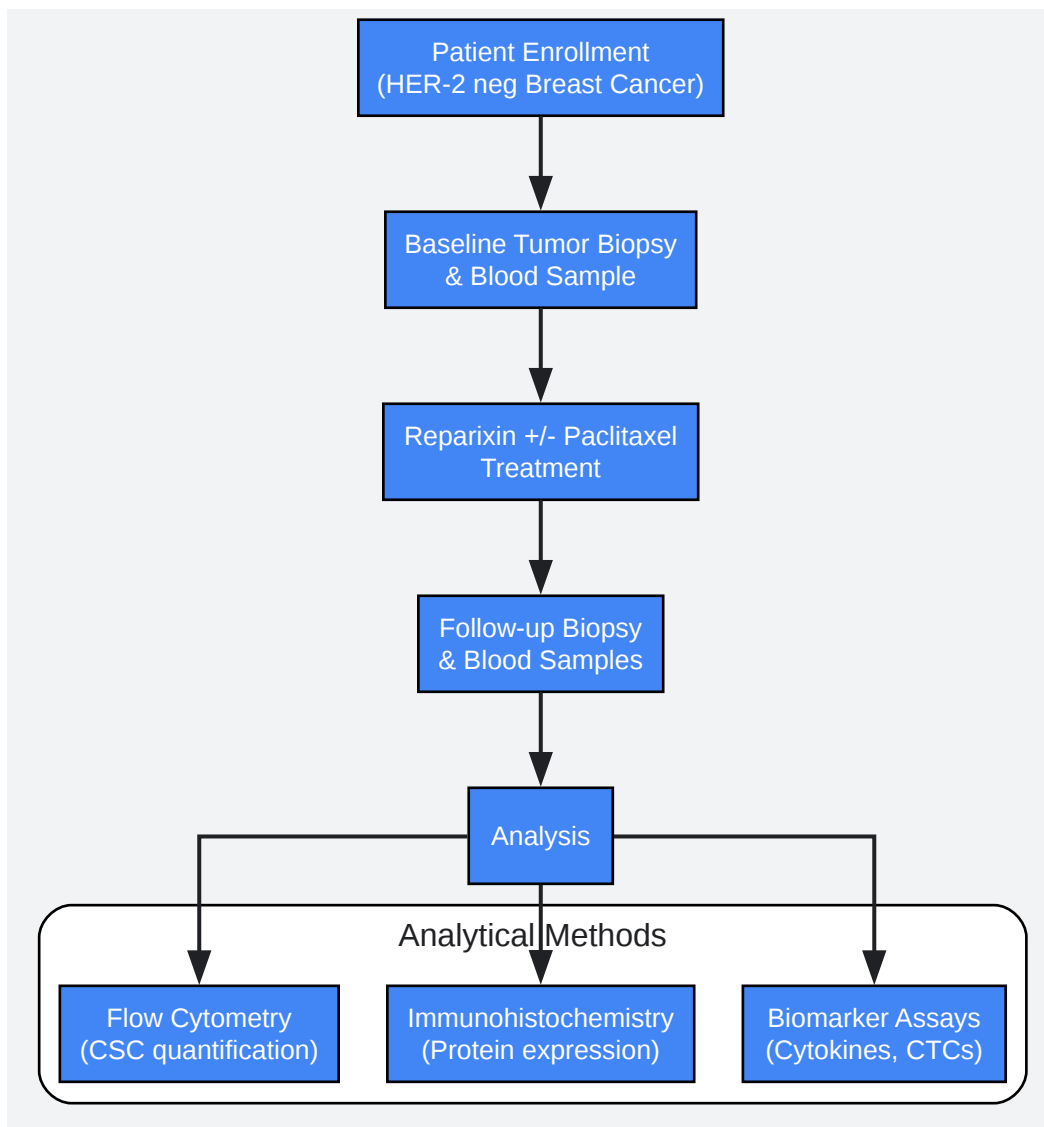 Patient Enrollment
(HER-2 neg Breast Cancer)
Baseline Tumor Biopsy
& Blood Sample
Reparixin +/- Paclitaxel
Treatment
Follow-up Biopsy
& Blood Samples
Analysis
Analytical Methods
Flow Cytometry
(CSC quantification)
Immunohistochemistry
(Protein expression)
Biomarker Assays
(Cytokines, CTCs)